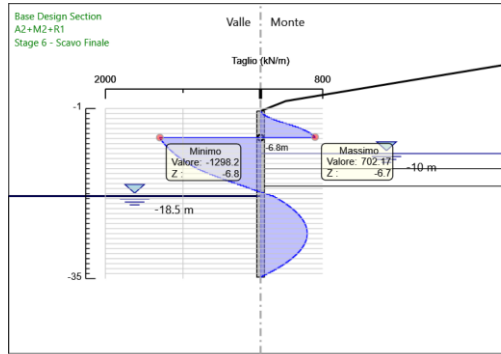 Base Design Section
A2+M2+R1
Stage 6 - Scavo Finale
Valle
Monte
Taglio (kN/m)
2000
800
-1
-6.8m
Minimo
Valore: -1298.2
Z : -6.8
Massimo
Valore: 702.17
Z : -6.7
-10 m
-18.5 m
-35